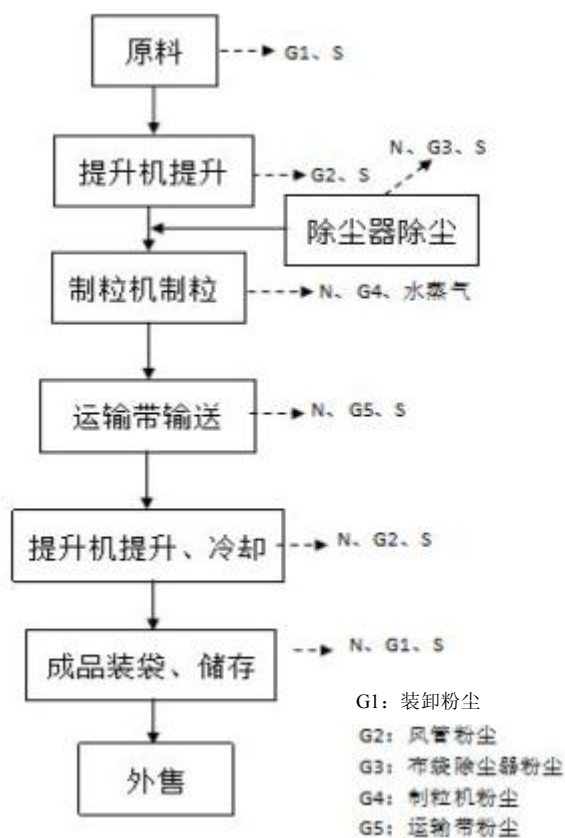 原料
G1、S
提升机提升
G2、S
N、G3、S
除尘器除尘
制粒机制粒
N、G4、水蒸气
运输带输送
N、G5、S
提升机提升、冷却
N、G2、S
成品装袋、储存
N、G1、S
外售
G1：装卸粉尘
G2：风管粉尘
G3：布袋除尘器粉尘
G4：制粒机粉尘
G5：运输带粉尘